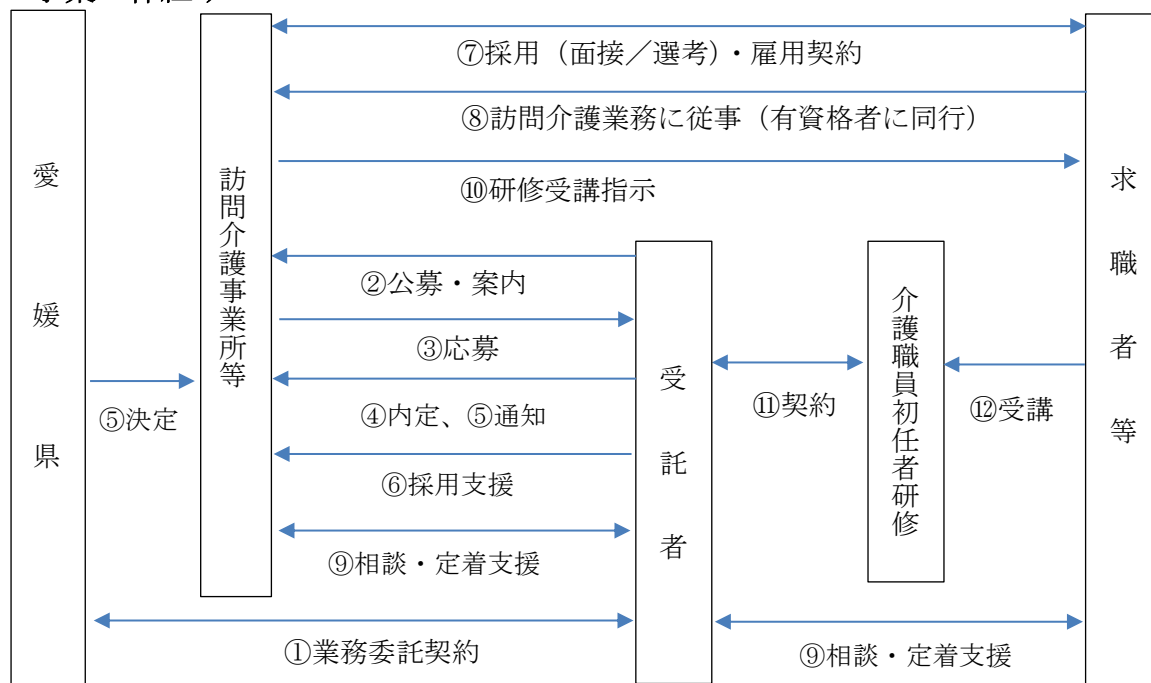 愛媛県
訪問介護事業所等
⑦採用（面接／選考）・雇用契約
⑧訪問介護業務に従事（有資格者に同行）
⑩研修受講指示
求職者等
②公募・案内
③応募
④内定、⑤通知
⑤決定
⑥採用支援
⑨相談・定着支援
①業務委託契約
受託者
⑪契約
介護職員初任者研修
⑫受講
⑨相談・定着支援